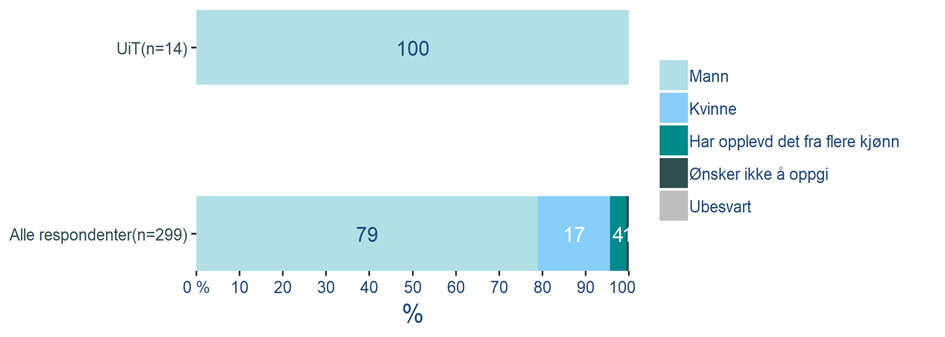 UiT(n=14)
100
Mann
Kvinne
Har opplevd det fra flere kjønn
Ønsker ikke å oppgi
Ubesvart
Alle respondenter(n=299)
79 17 4 1
0 % 10 20 30 40 50 60 70 80 90 100
%